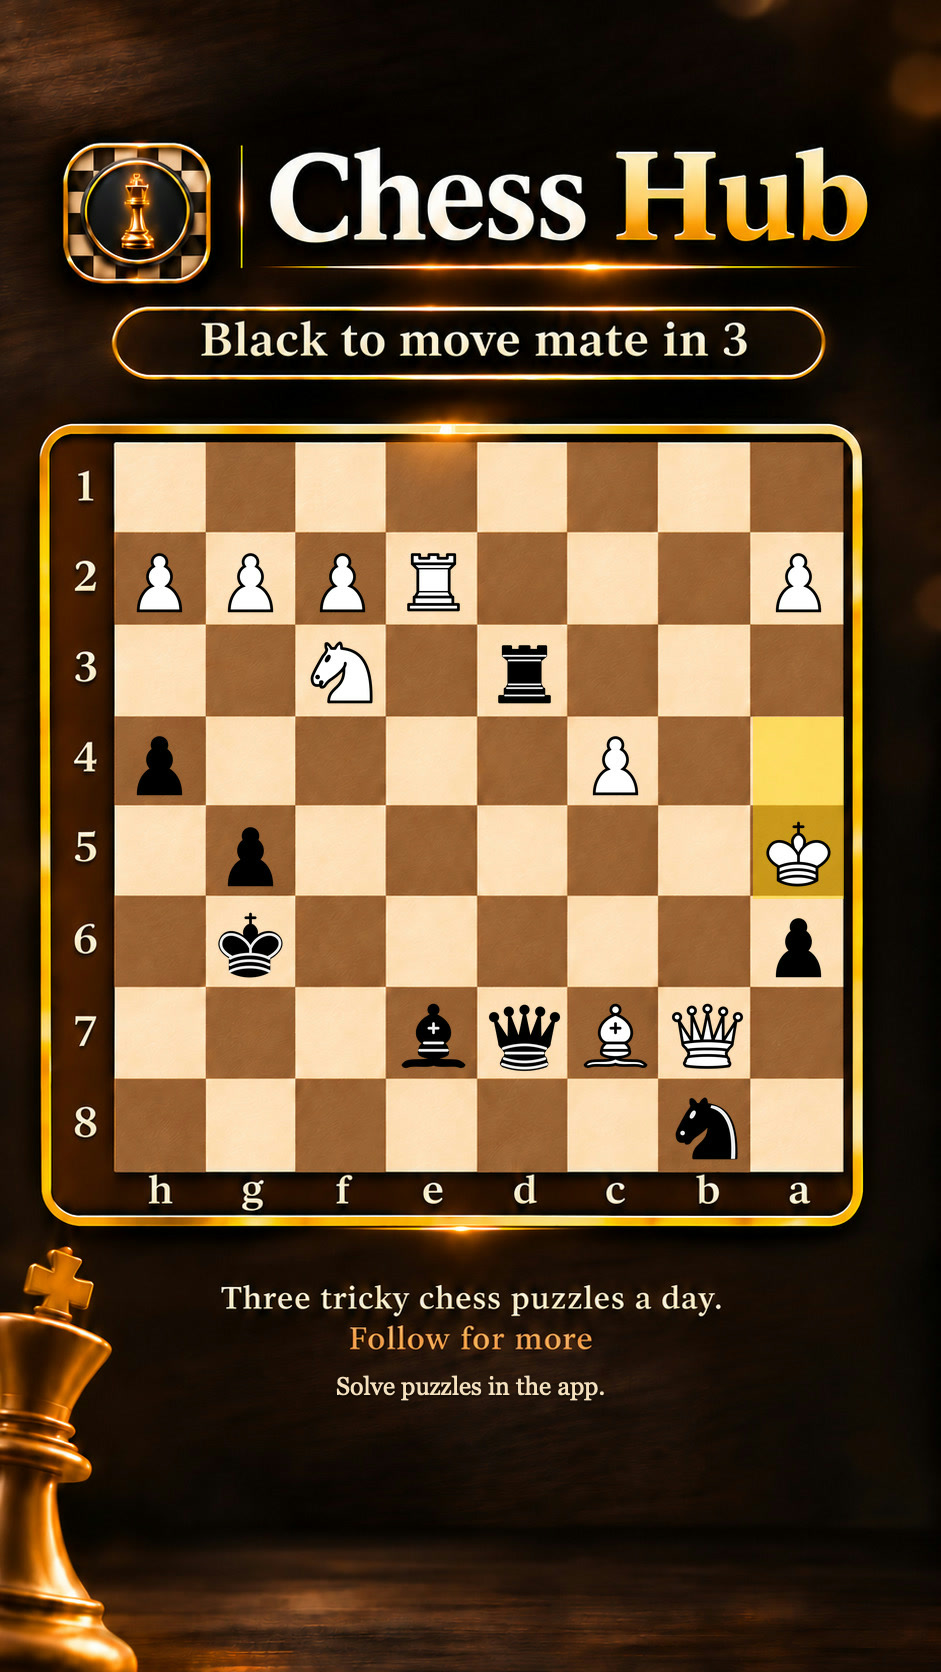 Chess Hub
Black to move mate in 3
1
2
3
4
5
6
7
8
h g f e d c b a
Three tricky chess puzzles a day.
Follow for more
Solve puzzles in the app.